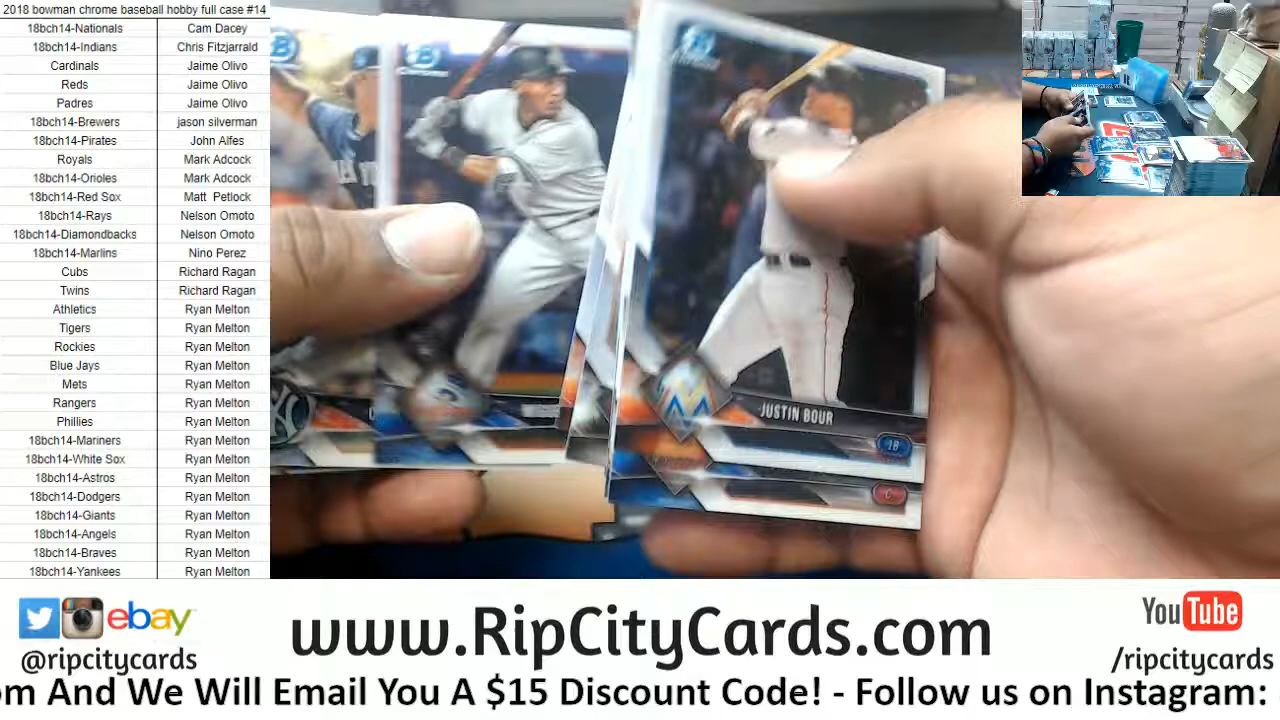 2018 bowman chrome baseball hobby full case #14
18bch14-Nationals Cam Dacey
18bch14-Indians Chris Fitzjarrald
Cardinals Jaime Olivo
Reds Jaime Olivo
Padres Jaime Olivo
18bch14-Brewers jason silverman
18bch14-Pirates John Alfes
Royals Mark Adcock
18bch14-Orioles Mark Adcock
18bch14-Red Sox Matt Petlock
18bch14-Rays Nelson Omoto
18bch14-Diamondbacks Nelson Omoto
18bch14-Marlins Nino Perez
Cubs Richard Ragan
Twins Richard Ragan
Athletics Ryan Melton
Tigers Ryan Melton
Rockies Ryan Melton
Blue Jays Ryan Melton
Mets Ryan Melton
Rangers Ryan Melton
Phillies Ryan Melton
18bch14-Mariners Ryan Melton
18bch14-White Sox Ryan Melton
18bch14-Astros Ryan Melton
18bch14-Dodgers Ryan Melton
18bch14-Giants Ryan Melton
18bch14-Angels Ryan Melton
18bch14-Braves Ryan Melton
18bch14-Yankees Ryan Melton
JUSTIN BOUR
1B
C
ebay
@ripcitycards
www.RipCityCards.com
YouTube
/ripcitycards
om And We Will Email You A $15 Discount Code! - Follow us on Instagram: